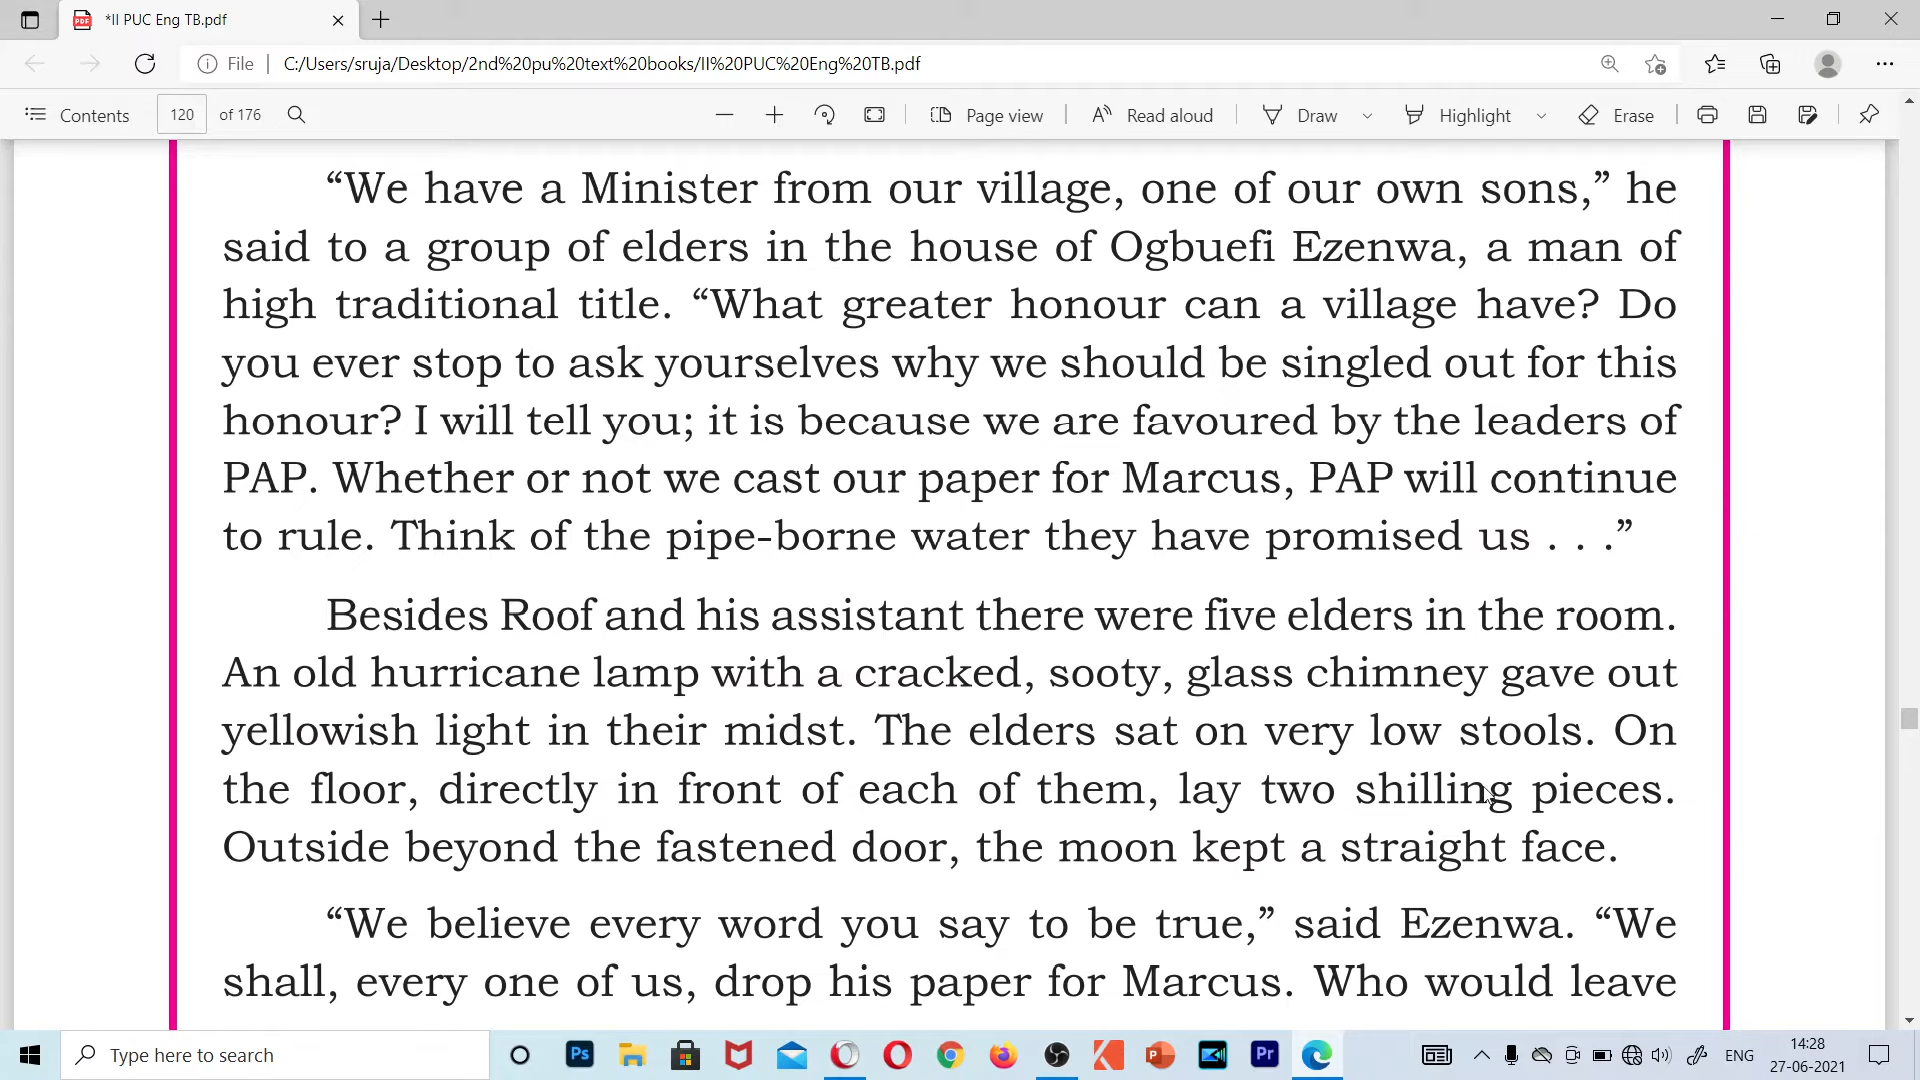 *II PUC Eng TB.pdf
File
C:/Users/sruja/Desktop/2nd%20pu%20text%20books/II%20PUC%20Eng%20TB.pdf
Contents 120 of 176 Page view Read aloud Draw Highlight Erase
“We have a Minister from our village, one of our own sons,” he
said to a group of elders in the house of Ogbuefi Ezenwa, a man of
high traditional title. “What greater honour can a village have? Do
you ever stop to ask yourselves why we should be singled out for this
honour? I will tell you; it is because we are favoured by the leaders of
PAP. Whether or not we cast our paper for Marcus, PAP will continue
to rule. Think of the pipe-borne water they have promised us . . .”
Besides Roof and his assistant there were five elders in the room.
An old hurricane lamp with a cracked, sooty, glass chimney gave out
yellowish light in their midst. The elders sat on very low stools. On
the floor, directly in front of each of them, lay two shilling pieces.
Outside beyond the fastened door, the moon kept a straight face.
“We believe every word you say to be true,” said Ezenwa. “We
shall, every one of us, drop his paper for Marcus. Who would leave
Type here to search
Ps
Pr
ENG
14:28
27-06-2021